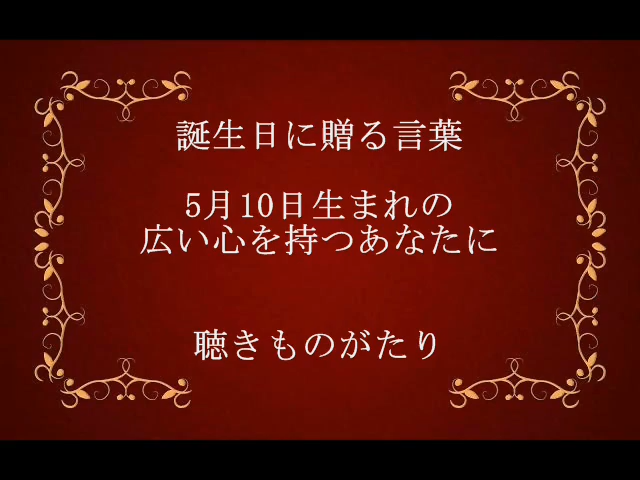 誕生日に贈る言葉
5月10日生まれの
広い心を持つあなたに
聴きものがたり